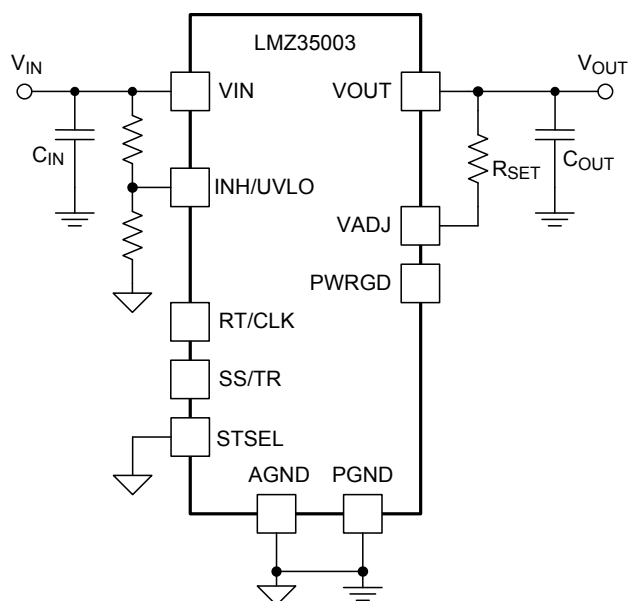 LMZ35003
VIN
VIN
VOUT
VOUT
CIN
RSET
COUT
INH/UVLO
VADJ
PWRGD
RT/CLK
SS/TR
STSEL
AGND
PGND